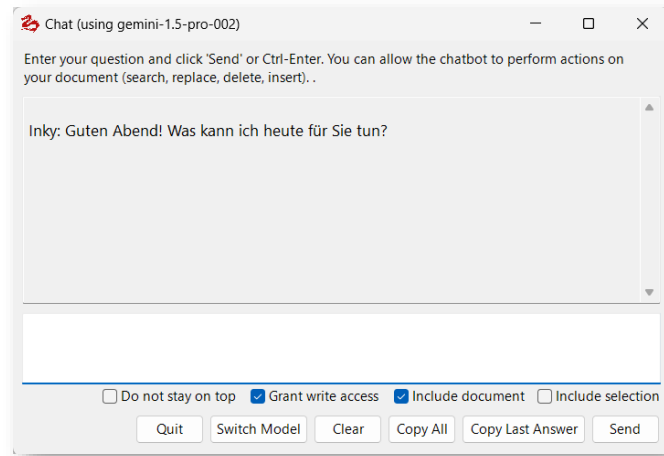 Chat (using gemini-1.5-pro-002)
Enter your question and click 'Send' or Ctrl-Enter. You can allow the chatbot to perform actions on
your document (search, replace, delete, insert). .
Inky: Guten Abend! Was kann ich heute für Sie tun?
Do not stay on top Grant write access Include document Include selection
Quit Switch Model Clear Copy All Copy Last Answer Send